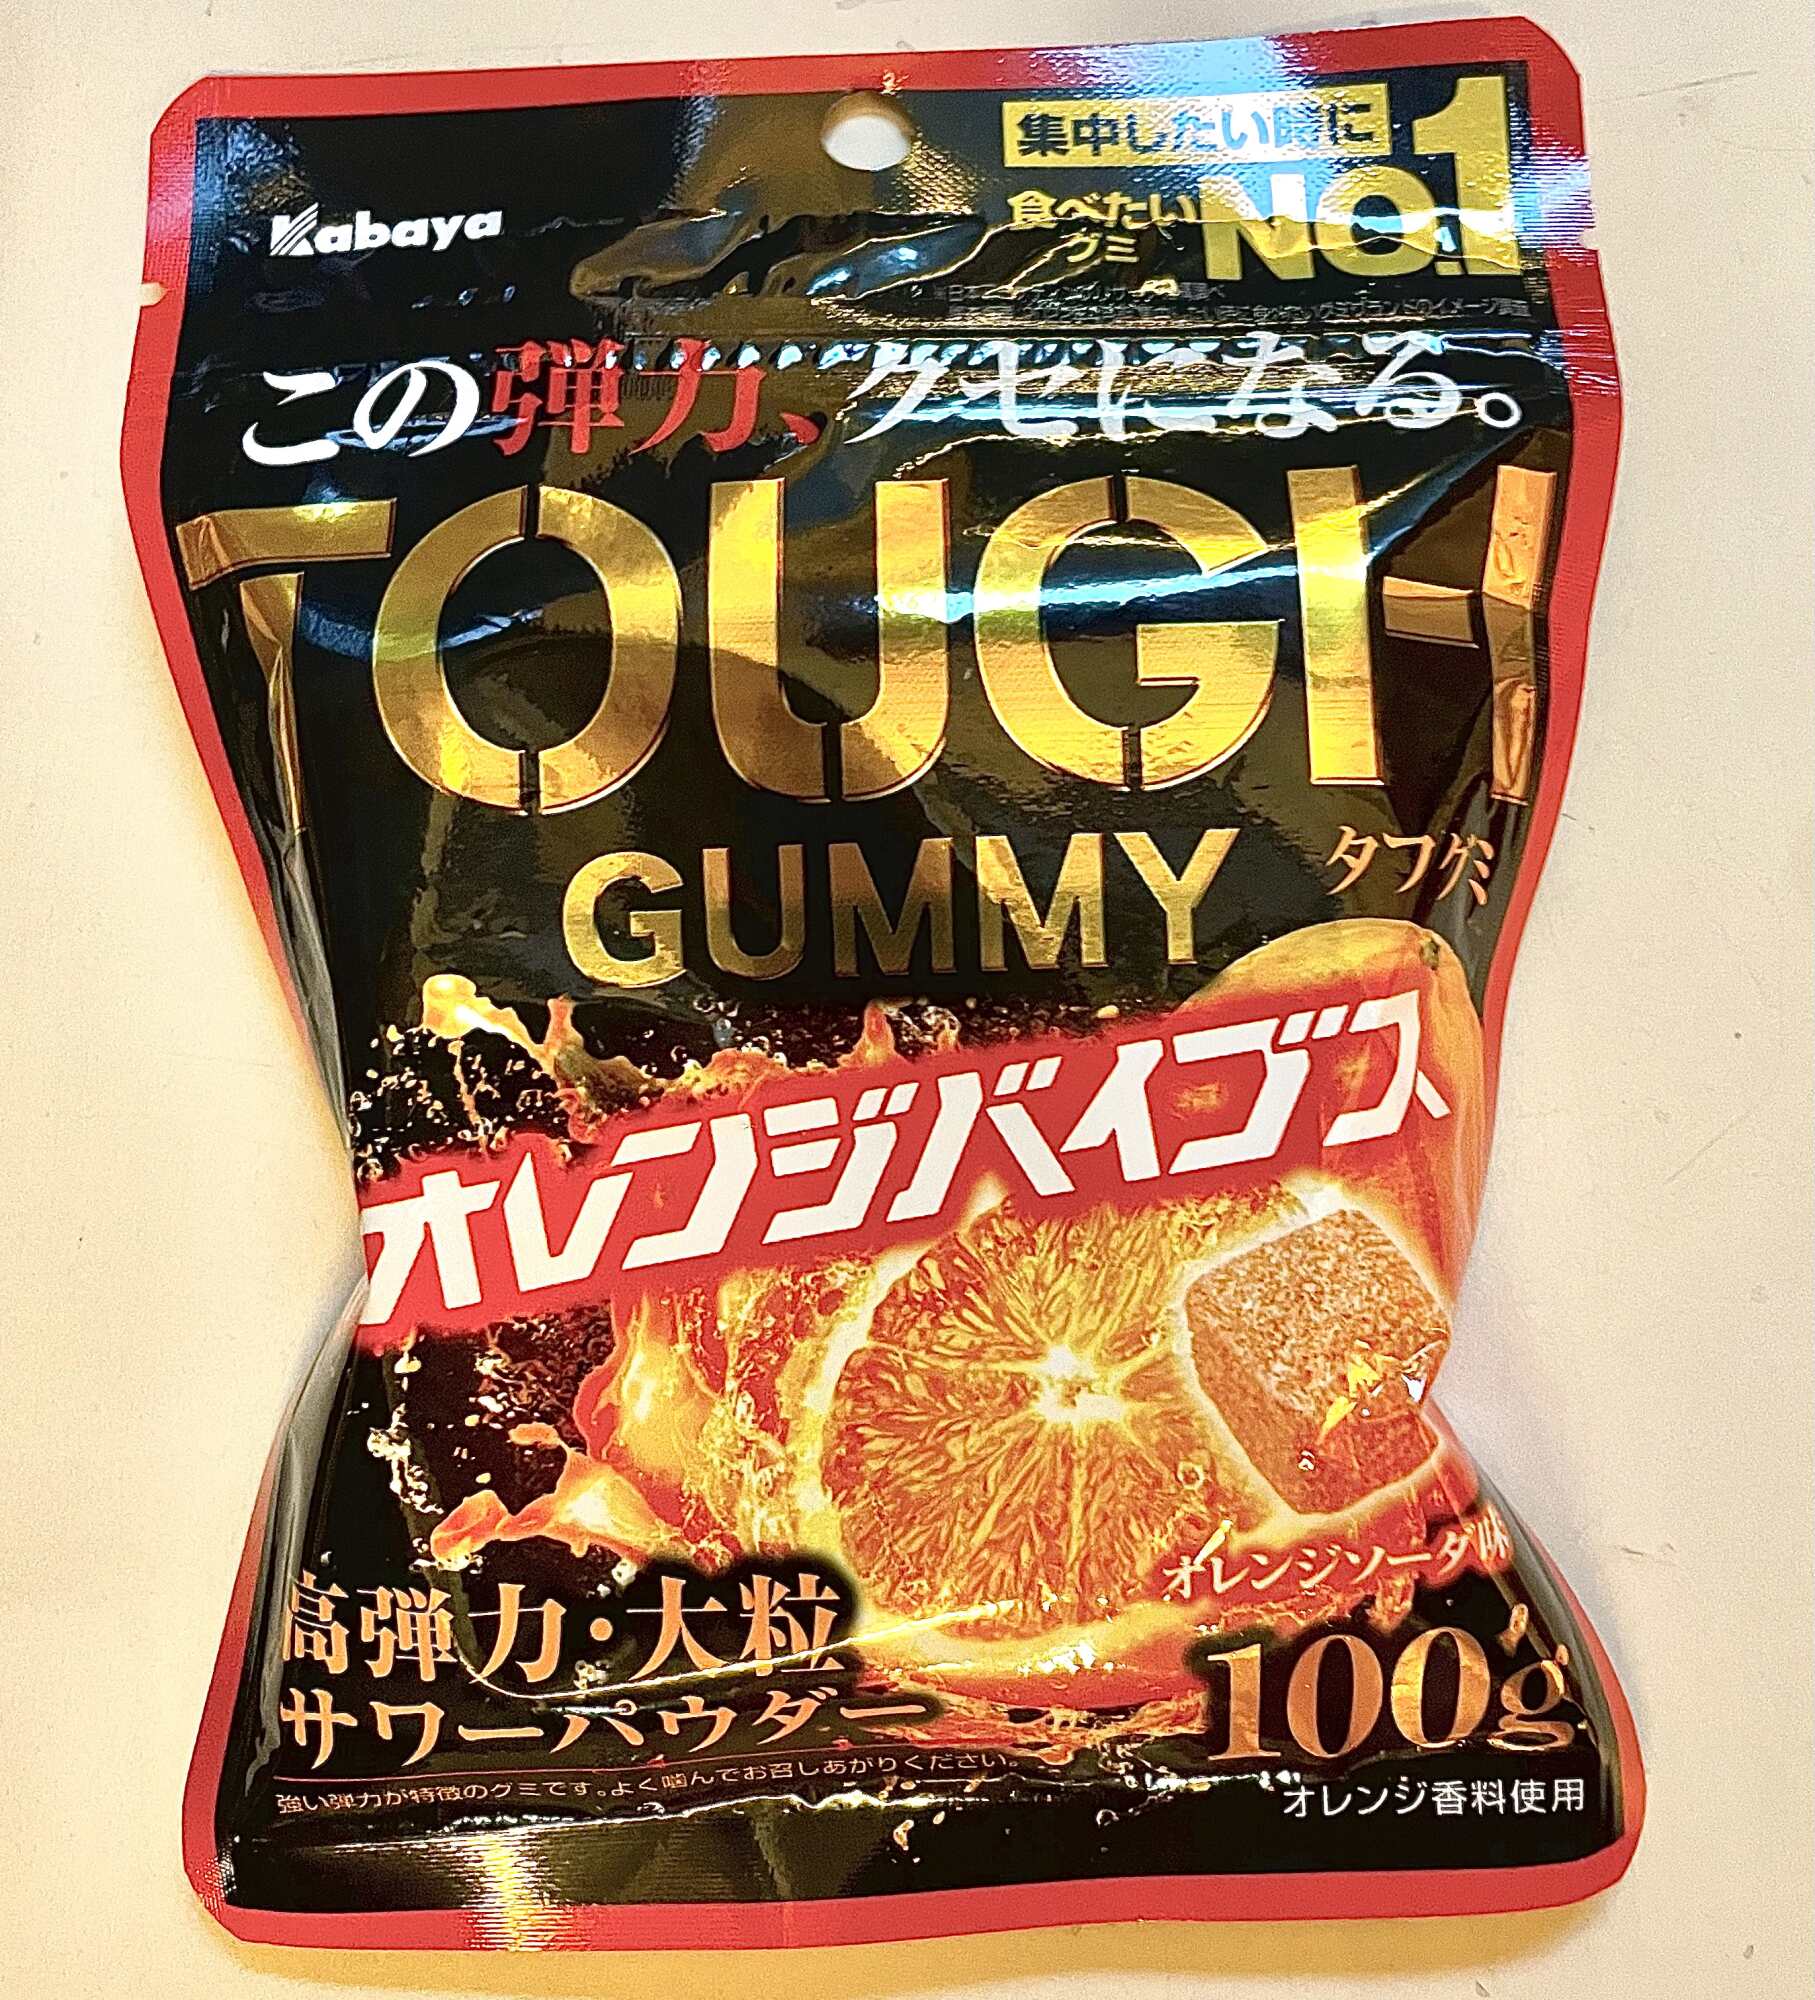 Kabaya
集中したい時に
食べたい
グミ
NO.1
この弾力、クセになる。
TOUGH
GUMMY
タフグミ
オレンジバイブス
オレンジソーダ味
高弾力・大粒
サワーパウダー
100g
強い弾力が特徴のグミです。よく噛んでお召しあがりください。
オレンジ香料使用